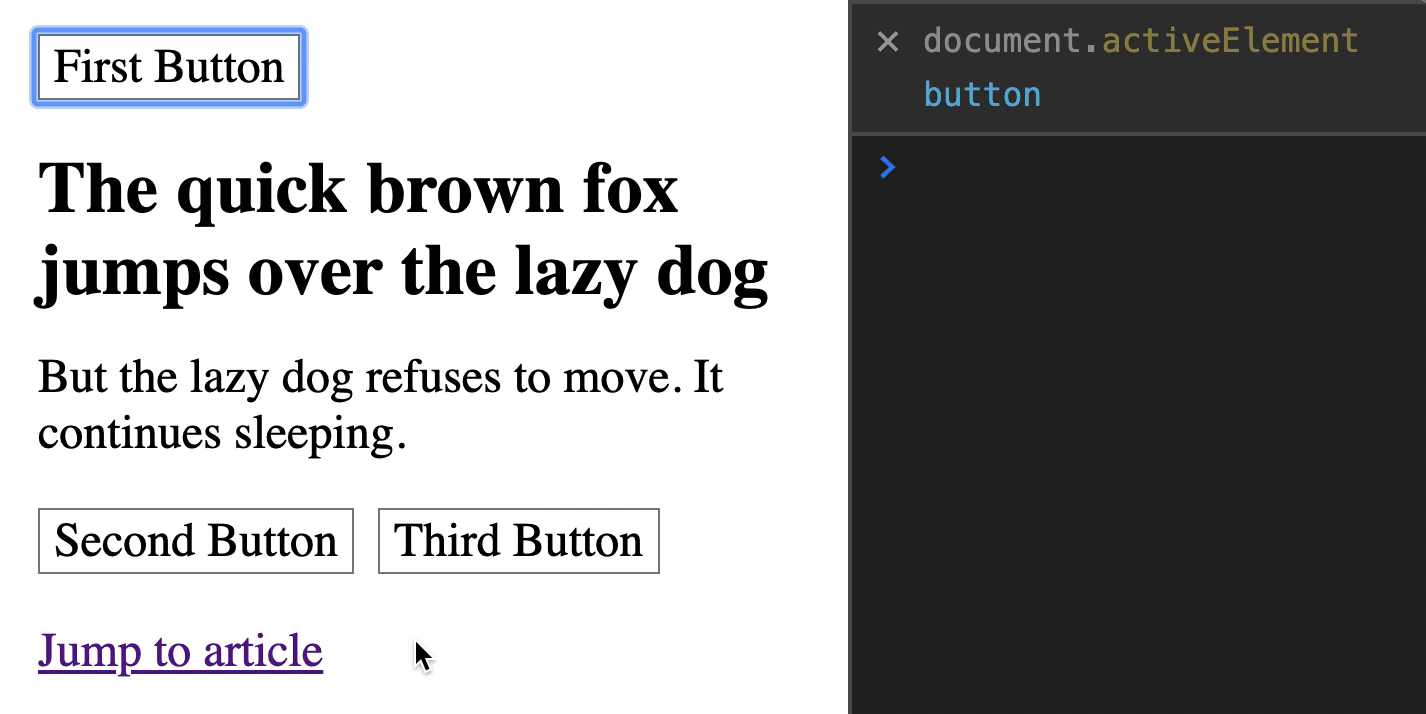 First Button
The quick brown fox
jumps over the lazy dog
But the lazy dog refuses to move. It
continues sleeping.
Second Button Third Button
Jump to article
document.activeElement
button